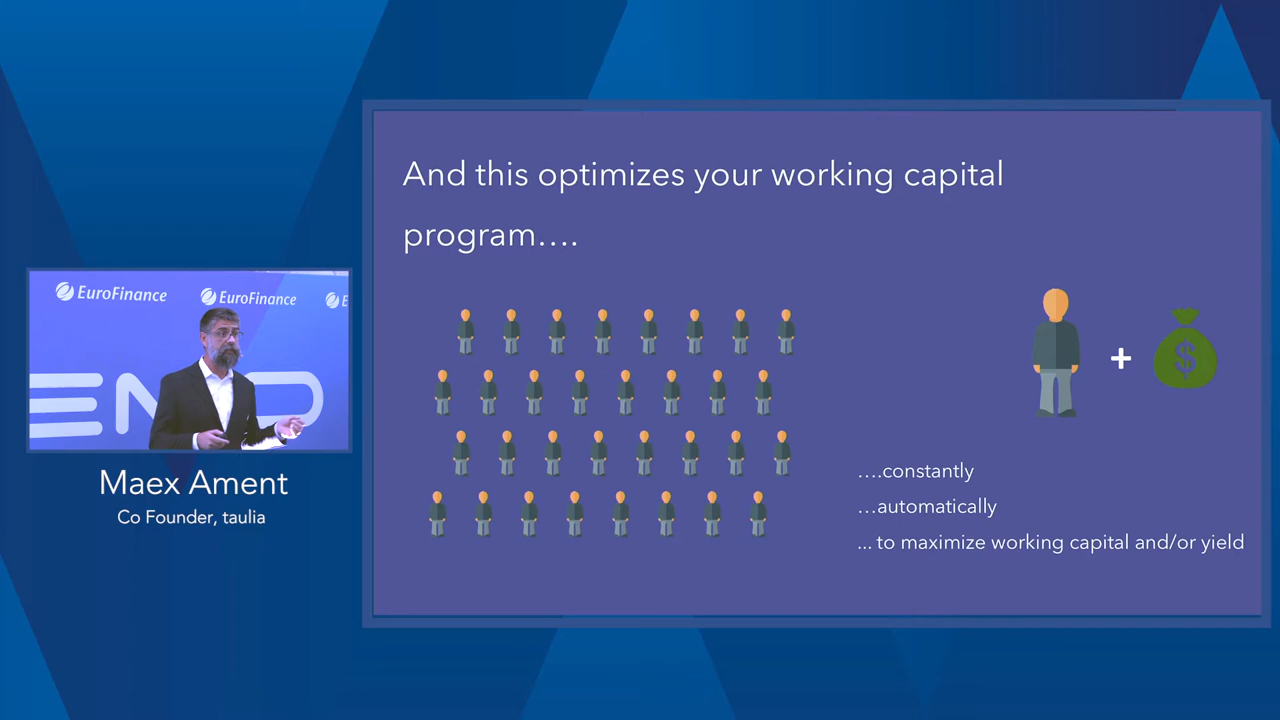 And this optimizes your working capital
program....
EuroFinance
EuroFinance
E
Maex Ament
Co Founder, taulia
$
....constantly
...automatically
... to maximize working capital and/or yield